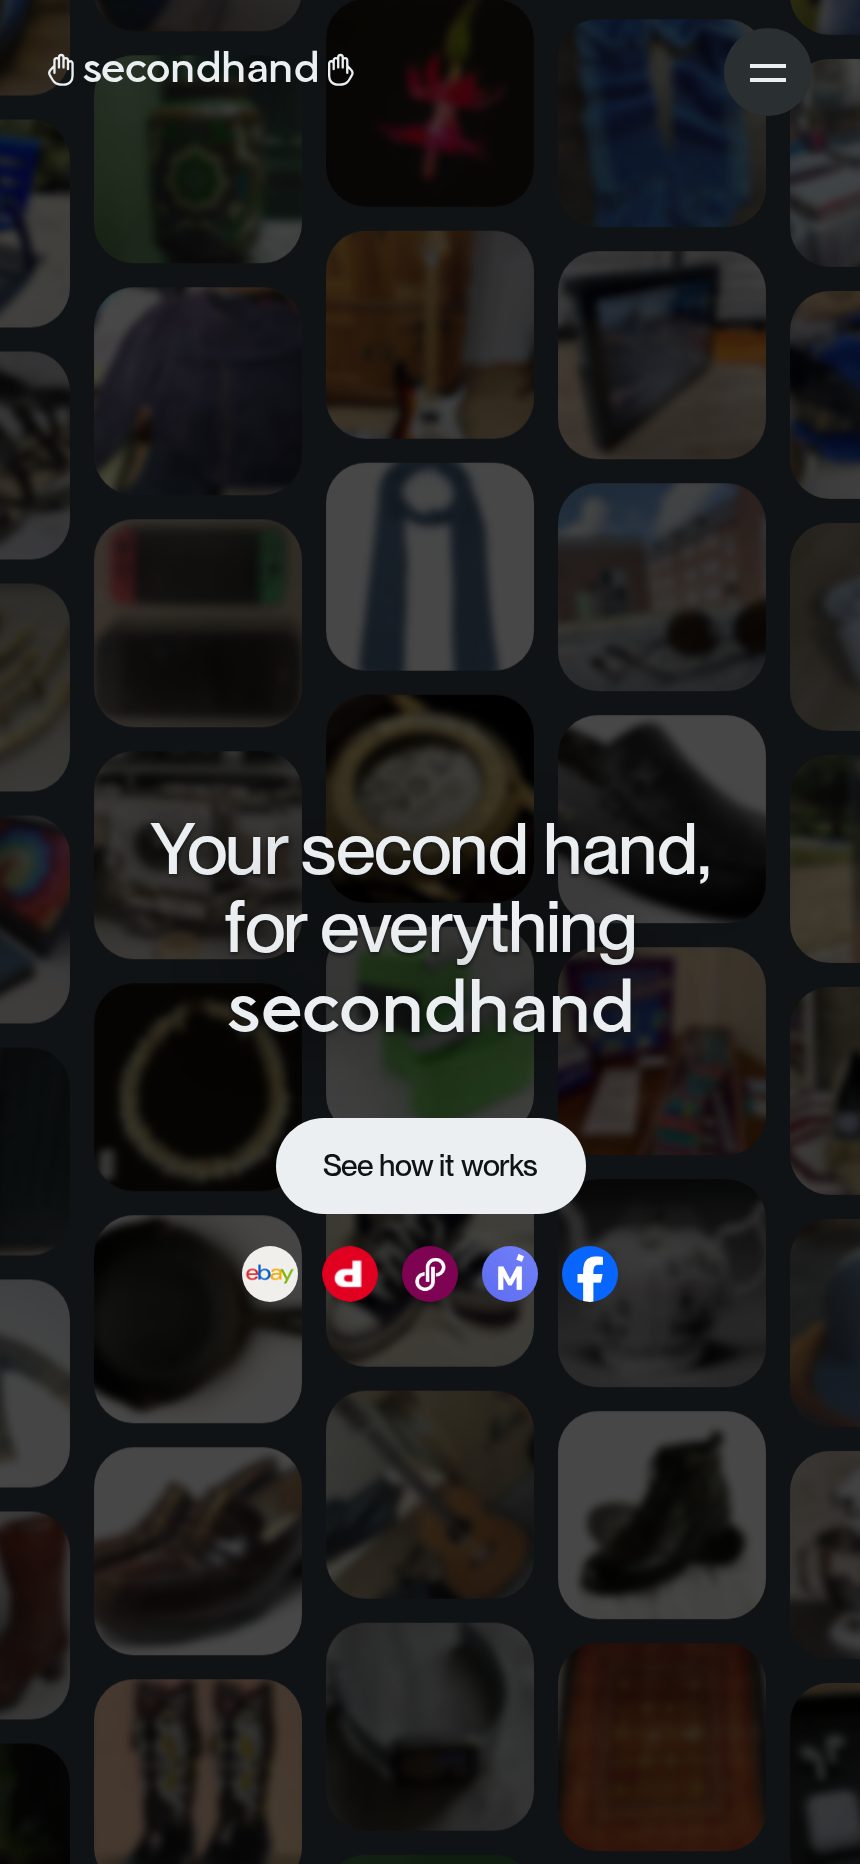 secondhand
Your second hand,
for everything
secondhand
See how it works
ebay